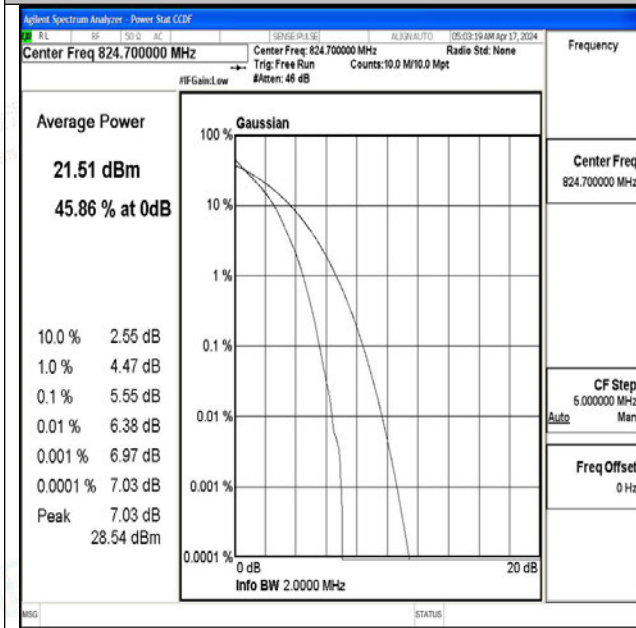 Agilent Spectrum Analyzer - Power Stat CCDF
RL RF 50 Ω AC SENSE:PULSE ALIGNAUTO 05:03:19 AM Apr 17, 2024
Center Freq 824.700000 MHz
Center Freq: 824.700000 MHz Radio Std: None
Trig: Free Run Counts:10.0 M/10.0 Mpt
#IFGain:Low #Atten: 46 dB
Frequency
Average Power
21.51 dBm
45.86 % at 0dB
10.0 % 2.55 dB
1.0 % 4.47 dB
0.1 % 5.55 dB
0.01 % 6.38 dB
0.001 % 6.97 dB
0.0001 % 7.03 dB
Peak 7.03 dB
28.54 dBm
Gaussian
100 %
10 %
1 %
0.1 %
0.01 %
0.001 %
0.0001 %
0 dB 20 dB
Info BW 2.0000 MHz
Center Freq
824.700000 MHz
CF Step
5.000000 MHz
Auto Man
Freq Offset
0 Hz
MSG STATUS